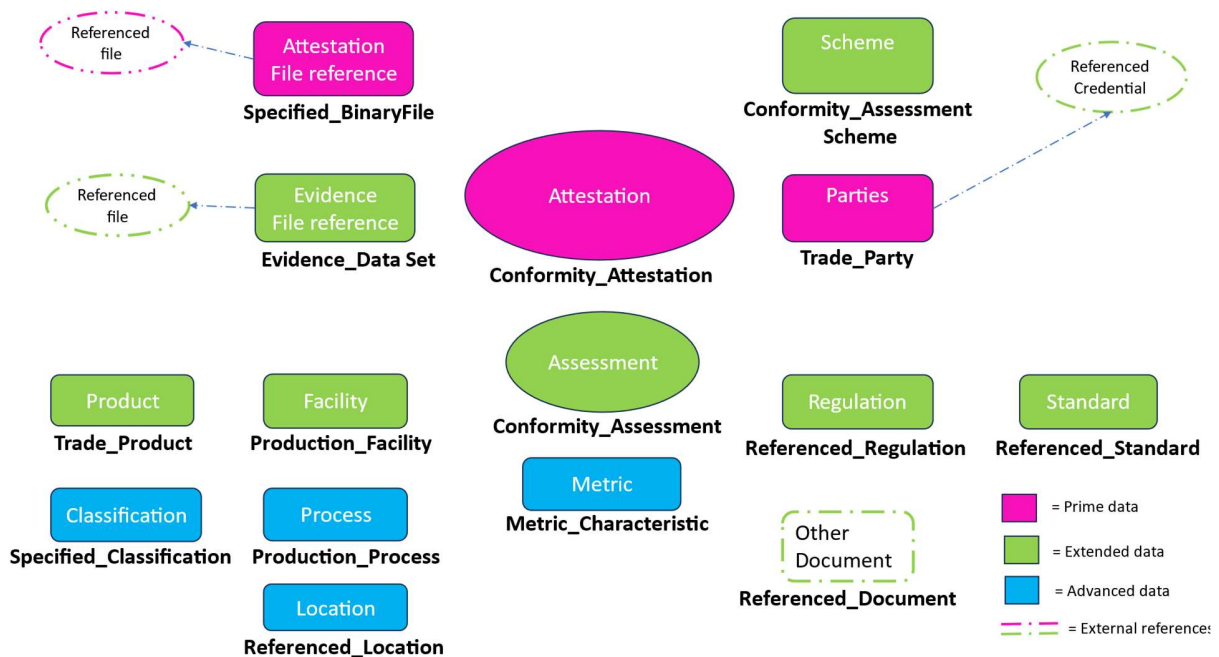 Referenced
file
Attestation
File reference
Specified_BinaryFile
Scheme
Conformity_Assessment
Scheme
Referenced
Credential
Referenced
file
Evidence
File reference
Evidence_Data Set
Attestation
Conformity_Attestation
Parties
Trade_Party
Assessment
Conformity_Assessment
Product
Trade_Product
Facility
Production_Facility
Regulation
Referenced_Regulation
Standard
Referenced_Standard
Classification
Specified_Classification
Process
Production_Process
Metric
Metric_Characteristic
Other
Document
Referenced_Document
Location
Referenced_Location
= Prime data
= Extended data
= Advanced data
= External references